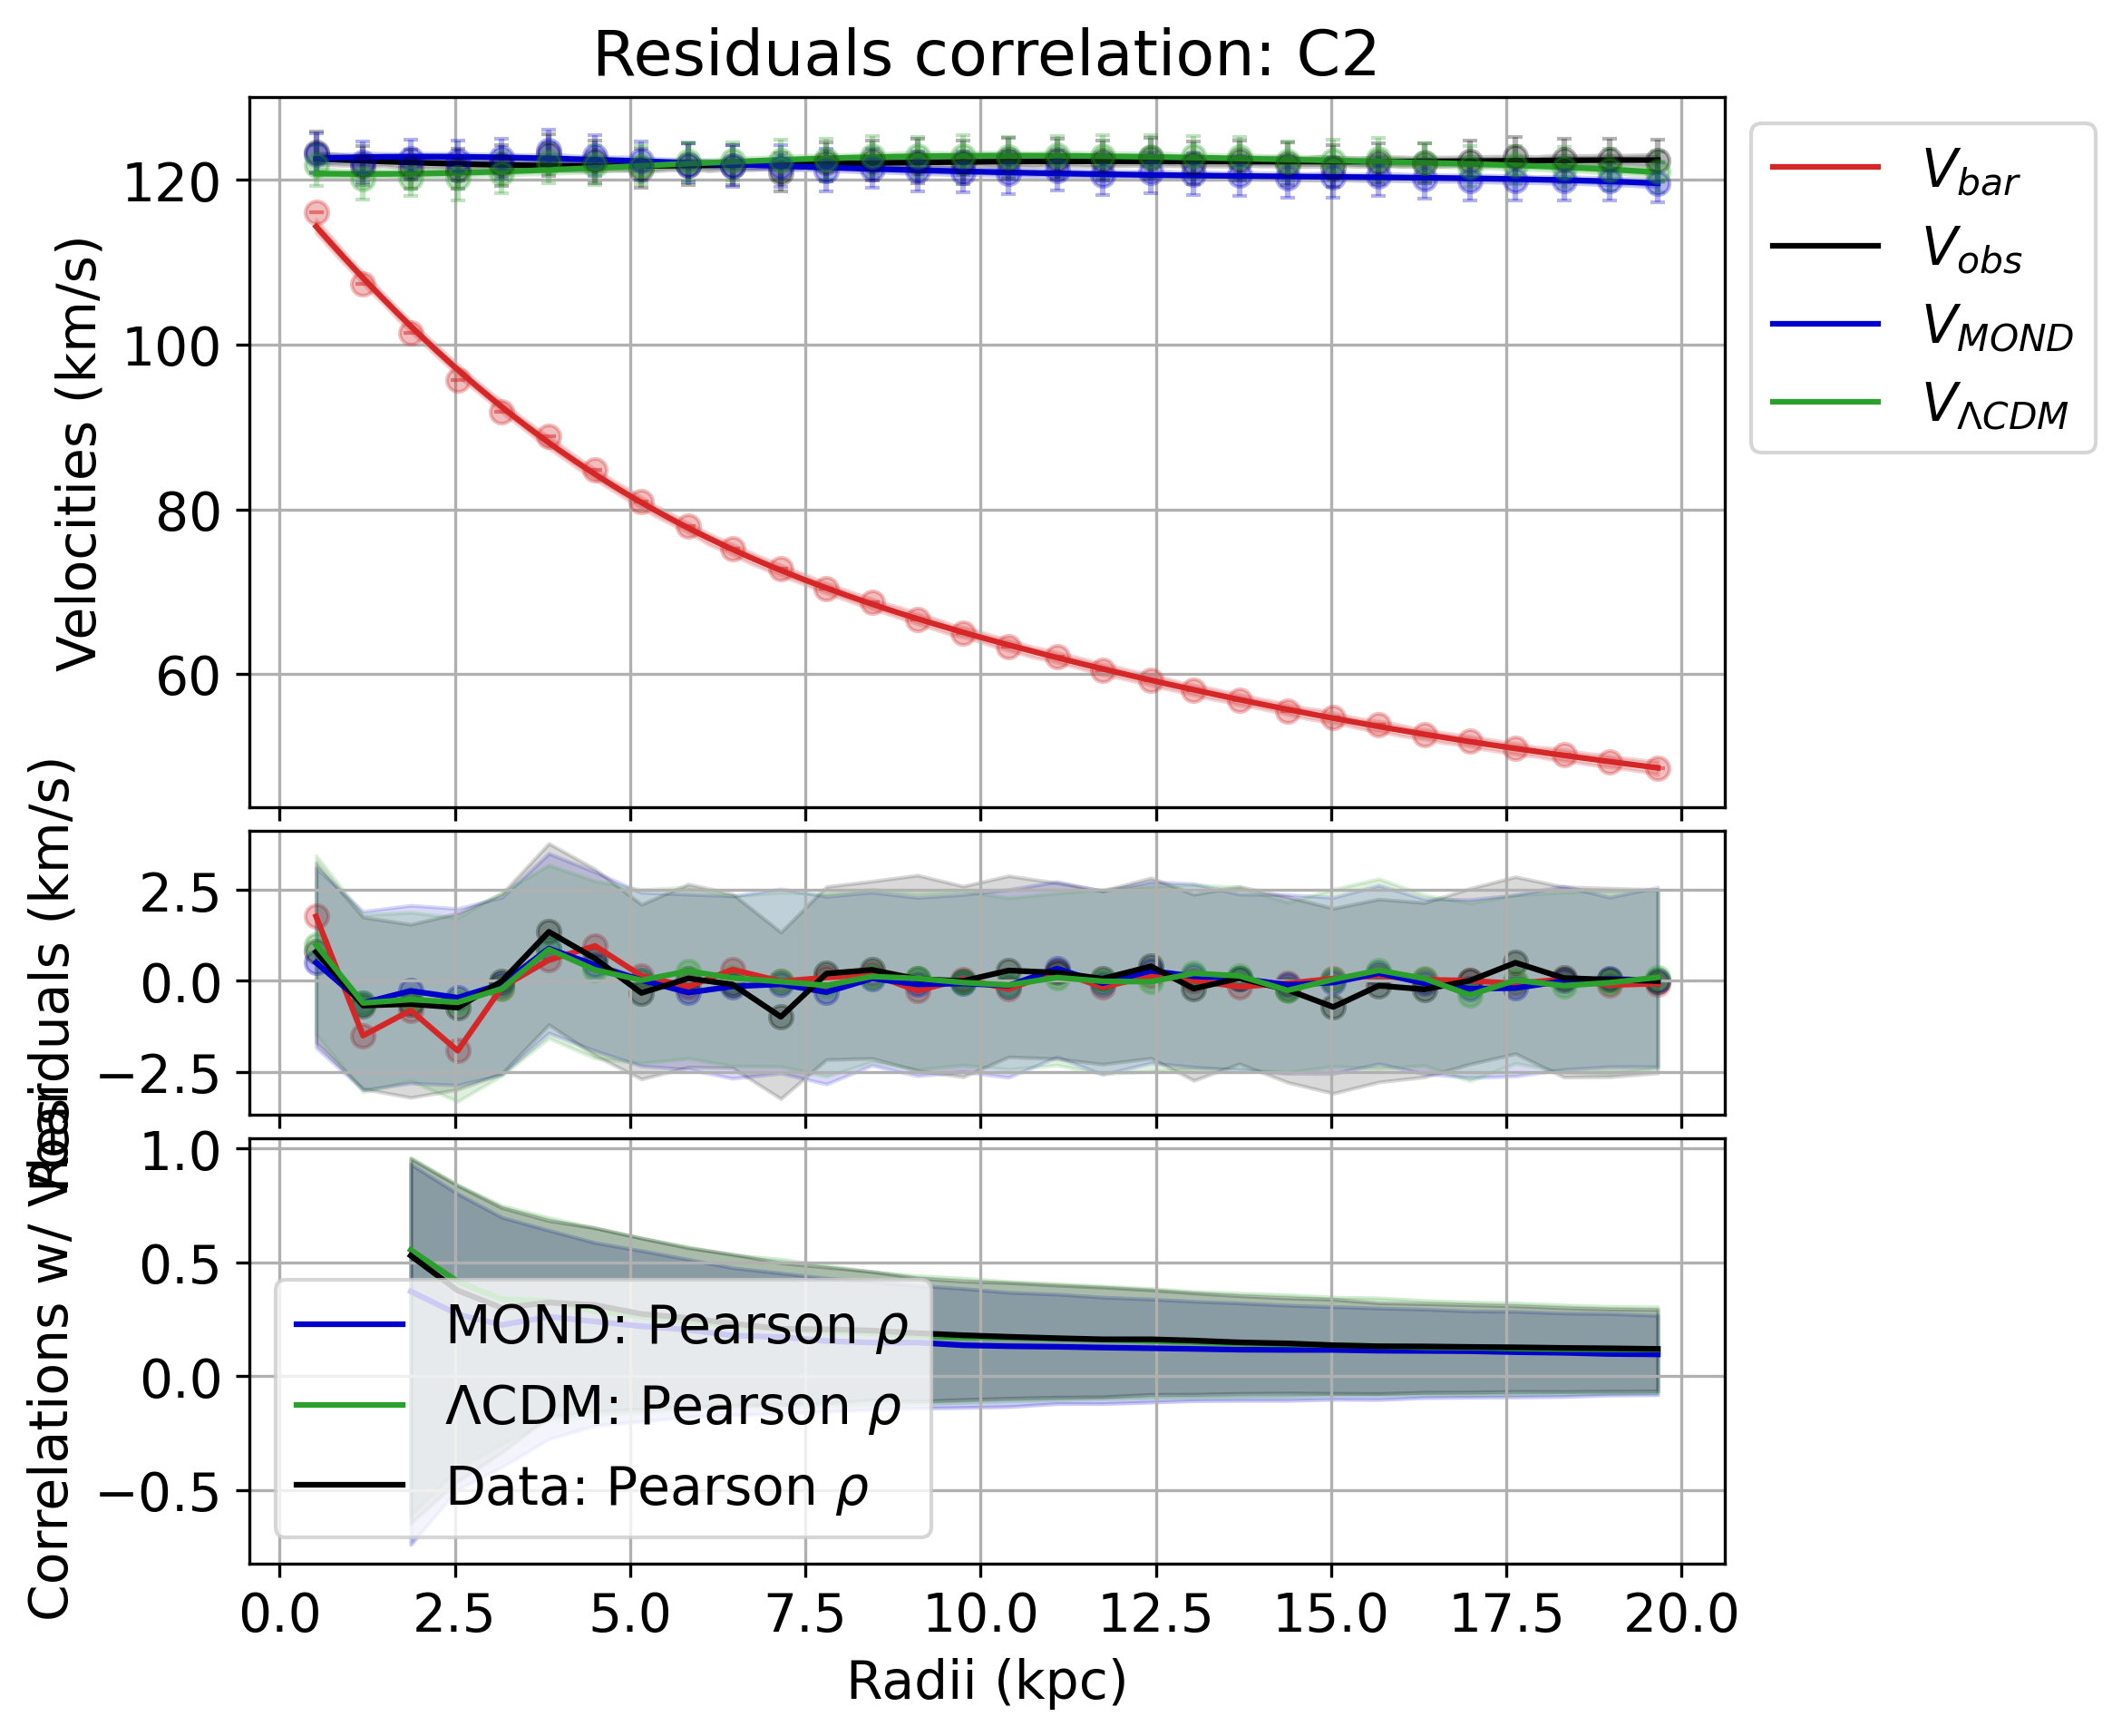 Residuals correlation: C2
Velocities (km/s)
120
100
80
60
V_bar
V_obs
V_MOND
V_ΛCDM
Residuals (km/s)
2.5
0.0
−2.5
Correlations w/ Vbar
1.0
0.5
0.0
−0.5
MOND: Pearson ρ
ΛCDM: Pearson ρ
Data: Pearson ρ
0.0 2.5 5.0 7.5 10.0 12.5 15.0 17.5 20.0
Radii (kpc)